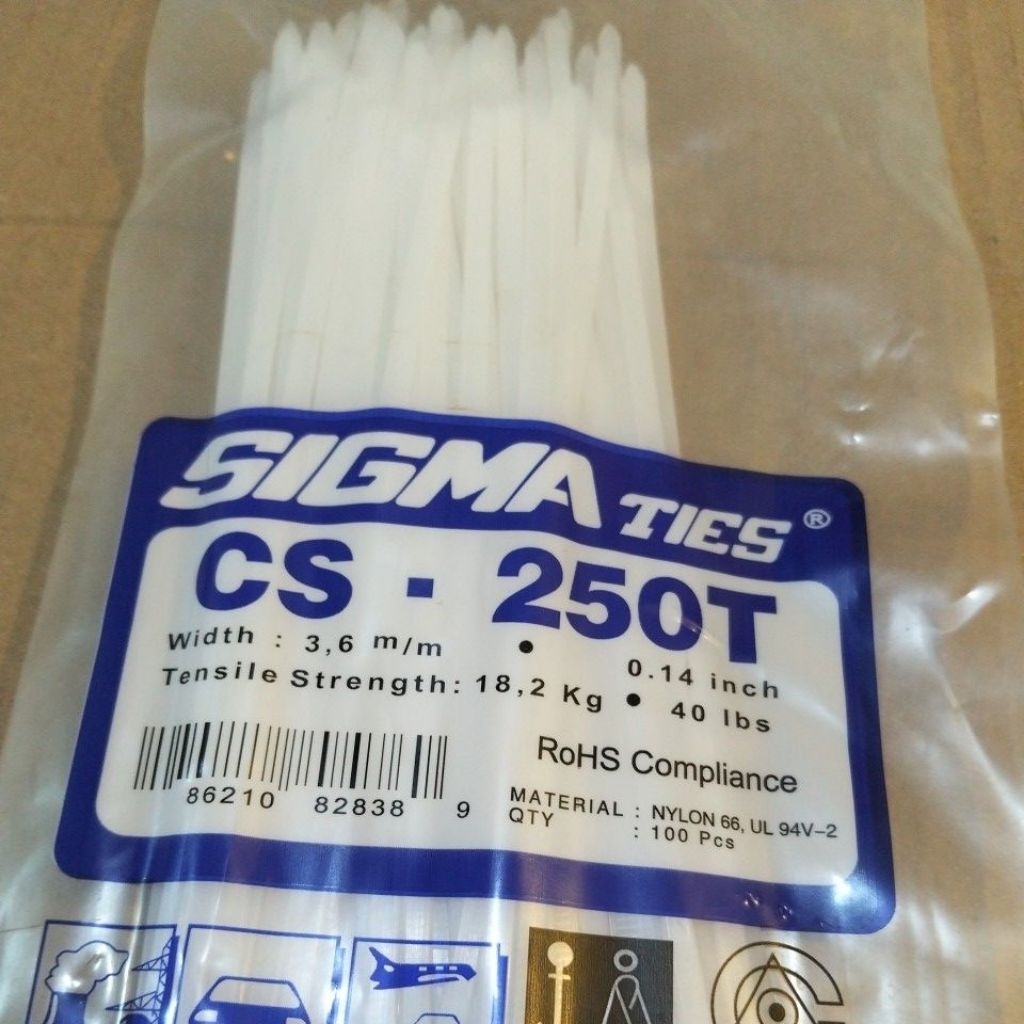 SIGMA TIES ®
CS - 250T
Width : 3,6 m/m • 0.14 inch
Tensile Strength: 18,2 Kg • 40 lbs
RoHS Compliance
86210 82838 9
MATERIAL : NYLON 66, UL 94V-2
QTY : 100 Pcs